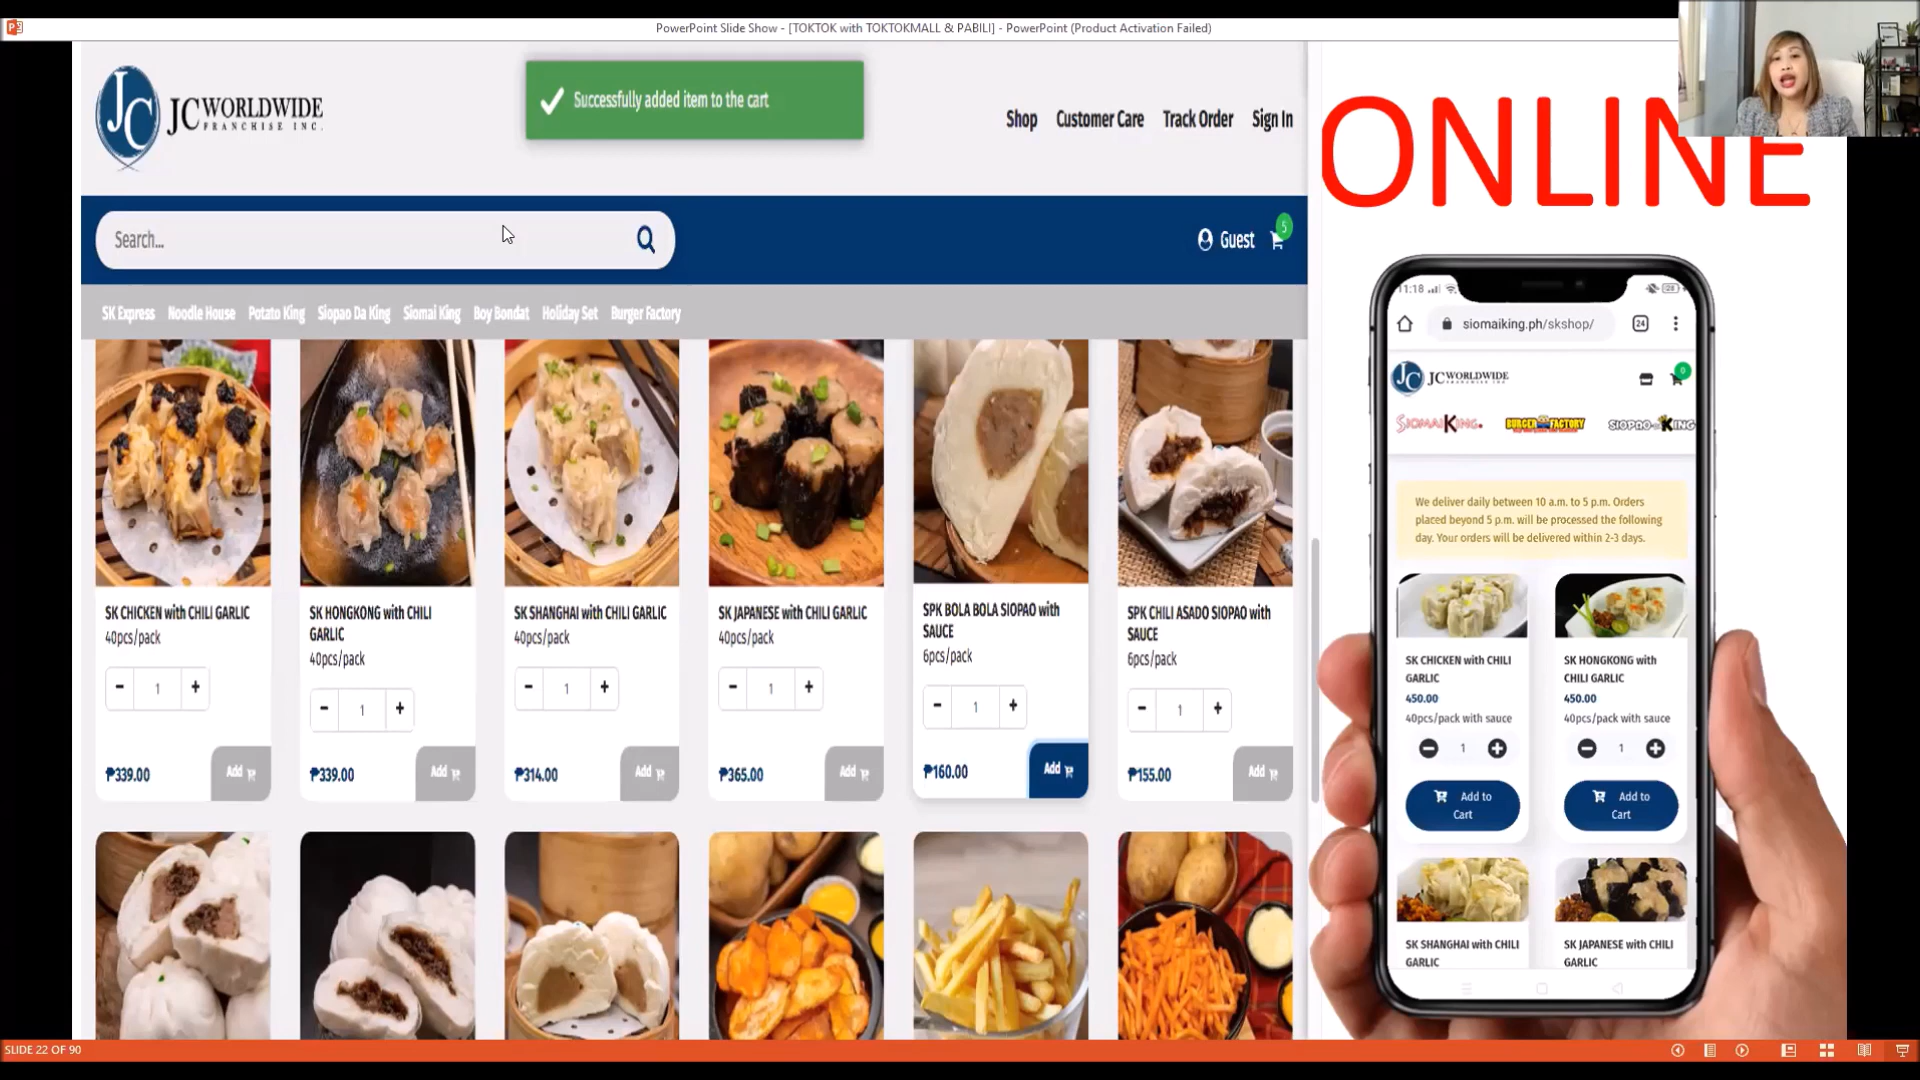 PowerPoint Slide Show - [TOKTOK with TOKTOKMALL & PABILI] - PowerPoint (Product Activation Failed)
JC WORLDWIDE
FRANCHISE INC.
Successfully added item to the cart
Shop Customer Care Track Order Sign In
ONLINE
Search...
Guest 5
SK Express Noodle House Potato King Siopao Da King Siomai King Boy Bondat Holiday Set Burger Factory
SK CHICKEN with CHILI GARLIC
40pcs/pack
- 1 +
₱339.00 Add
SK HONGKONG with CHILI
GARLIC
40pcs/pack
- 1 +
₱339.00 Add
SK SHANGHAI with CHILI GARLIC
40pcs/pack
- 1 +
₱314.00 Add
SK JAPANESE with CHILI GARLIC
40pcs/pack
- 1 +
₱365.00 Add
SPK BOLA BOLA SIOPAO with
SAUCE
6pcs/pack
- 1 +
₱160.00 Add
SPK CHILI ASADO SIOPAO with
SAUCE
6pcs/pack
- 1 +
₱155.00 Add
11:18
siomaiking.ph/skshop/ 24
JC WORLDWIDE
0
SIOMAI KING BURGER FACTORY SIOPAO KING
We deliver daily between 10 a.m. to 5 p.m. Orders
placed beyond 5 p.m. will be processed the following
day. Your orders will be delivered within 2-3 days.
SK CHICKEN with CHILI
GARLIC
450.00
40pcs/pack with sauce
1
Add to
Cart
SK HONGKONG with
CHILI GARLIC
450.00
40pcs/pack with sauce
1
Add to
Cart
SK SHANGHAI with CHILI
GARLIC
SK JAPANESE with CHILI
GARLIC
SLIDE 22 OF 90